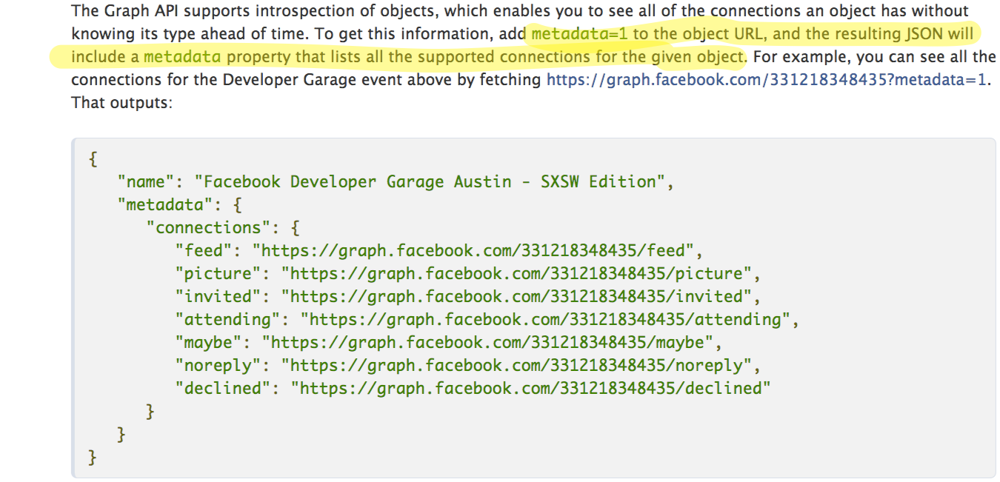 The Graph API supports introspection of objects, which enables you to see all of the connections an object has without
knowing its type ahead of time. To get this information, add metadata=1 to the object URL, and the resulting JSON will
include a metadata property that lists all the supported connections for the given object. For example, you can see all the
connections for the Developer Garage event above by fetching https://graph.facebook.com/331218348435?metadata=1.
That outputs:
{
   "name": "Facebook Developer Garage Austin - SXSW Edition",
   "metadata": {
      "connections": {
         "feed": "https://graph.facebook.com/331218348435/feed",
         "picture": "https://graph.facebook.com/331218348435/picture",
         "invited": "https://graph.facebook.com/331218348435/invited",
         "attending": "https://graph.facebook.com/331218348435/attending",
         "maybe": "https://graph.facebook.com/331218348435/maybe",
         "noreply": "https://graph.facebook.com/331218348435/noreply",
         "declined": "https://graph.facebook.com/331218348435/declined"
      }
   }
}